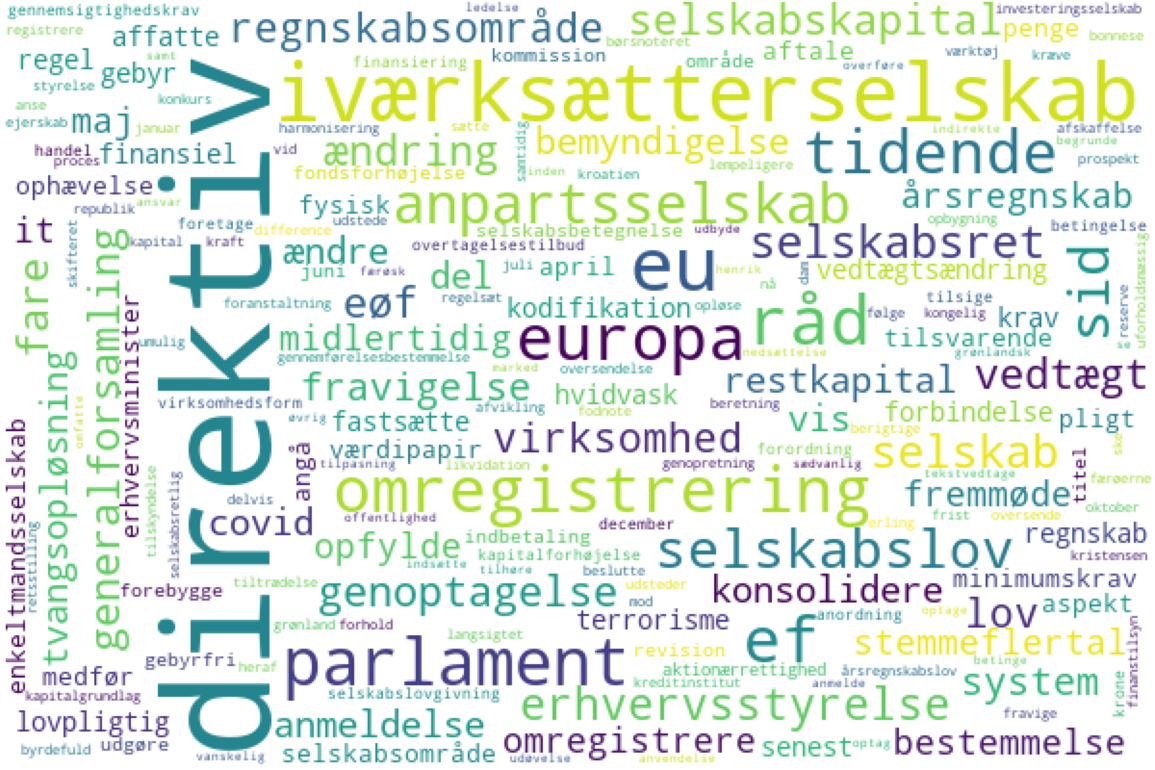 gennemsigtighedskrav
ledelse
investeringsselskab
registrere
affatte
regnskabsområde
selskabskapital
penge
bonnese
børsnoteret
aftale
værktøj
kræve
regel
gebyr
samt
finansiering
kommission
område
overføre
styrelse
iværksætterselskab
anse
konkurs
ejerskab
maj
januar
harmonisering
sætte
samtidig
bemyndigelse
tidende
indirekte
afskaffelse
begrunde
handel
proces
finansiel
vid
ændring
inden
kroatien
lempeligere
prospekt
fondsforhøjelse
ophævelse
ansvar
republik
fysisk
anpartsselskab
årsregnskab
udstede
foretage
difference
selskabsbetegnelse
udbyde
opbygning
betingelse
it
skifteret
kapital
kraft
ændre
overtagelsestilbud
selskabsret
direktiv
generalforsamling
fare
juni
færøsk
del
juli
april
eu
henrik
nå
dam
vedtægtsændring
sid
foranstaltning
eøf
regelsæt
kodifikation
opløse
råd
følge
tilsige
kongelig
krav
reserve
se
uforholdsmæssig
erhvervsminister
umulig
midlertidig
europa
tilsvarende
gennemførelsesbestemmelse
marked
oversendelse
nedsættelse
grønlandsk
tvangsopløsning
omfatte
virksomhedsform
fravigelse
hvidvask
restkapital
vedtægt
øvrig
afvikling
fodnote
beretning
fastsætte
vis
forbindelse
pligt
berigtige
enkeltmandsselskab
angå
værdipapir
virksomhed
forordning
selskab
ske
titel
tilpasning
likvidation
genopretning
sædvanlig
tekstvedtage
færøerne
tilskyndelse
selskabsretlig
delvis
omregistrering
fremmøde
oktober
covid
offentlighed
december
erling
frist
oversende
retsstilling
opfylde
indbetaling
selskabslov
regnskab
kapitalforhøjelse
kristensen
indsætte
tilhøre
beslutte
tiltrædelse
forebygge
genoptagelse
udsteder
konsolidere
minimumskrav
mod
anordning
optage
lov
aspekt
grønland
forhold
langsigtet
terrorisme
ef
stemmeflertal
finanstilsyn
gebyrfri
heraf
parlament
revision
aktionærrettighed
årsregnskabslov
betinge
medfør
kreditinstitut
anmelde
system
krone
kapitalgrundlag
selskabslovgivning
erhvervsstyrelse
fravige
lovpligtig
anmeldelse
byrdefuld
udgøre
vanskelig
selskabsområde
omregistrere
udøvelse
anvendelse
senest
optag
bestemmelse